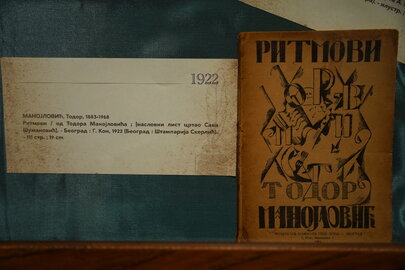 1922
МАНОЈЛОВИЋ, Тодор, 1883-1968
Ритмови / од Тодора Манојловића ; [насловни лист цртао Сава
Шумановић]. - Београд : Г. Кон, 1922 (Београд : Штампарија Скерлић).
- 111 стр. ; 19 cm.
РИТМОВИ
ТОДОР
МАНОЈЛОВИЋ